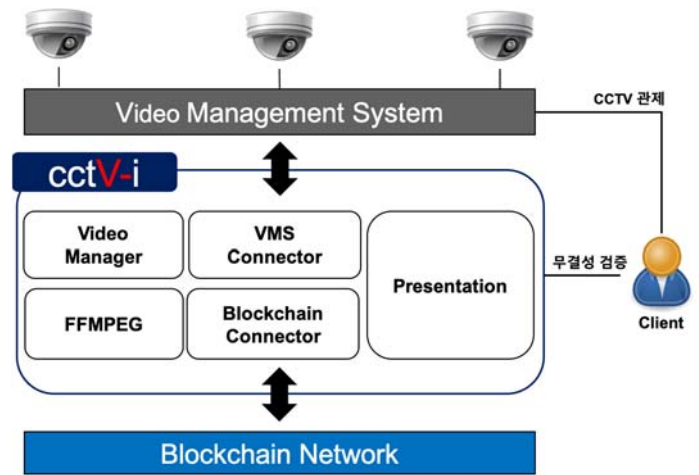 Video Management System
CCTV 관제
cctV-i
Video
Manager
VMS
Connector
Presentation
FFMPEG
Blockchain
Connector
무결성 검증
Client
Blockchain Network